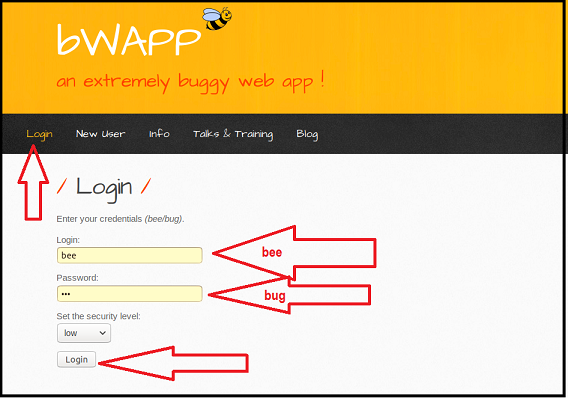 bWAPP
an extremely buggy web app !
Login New User Info Talks & Training Blog
/ Login /
Enter your credentials (bee/bug).
Login:
bee bee
Password:
••• bug
Set the security level:
low
Login